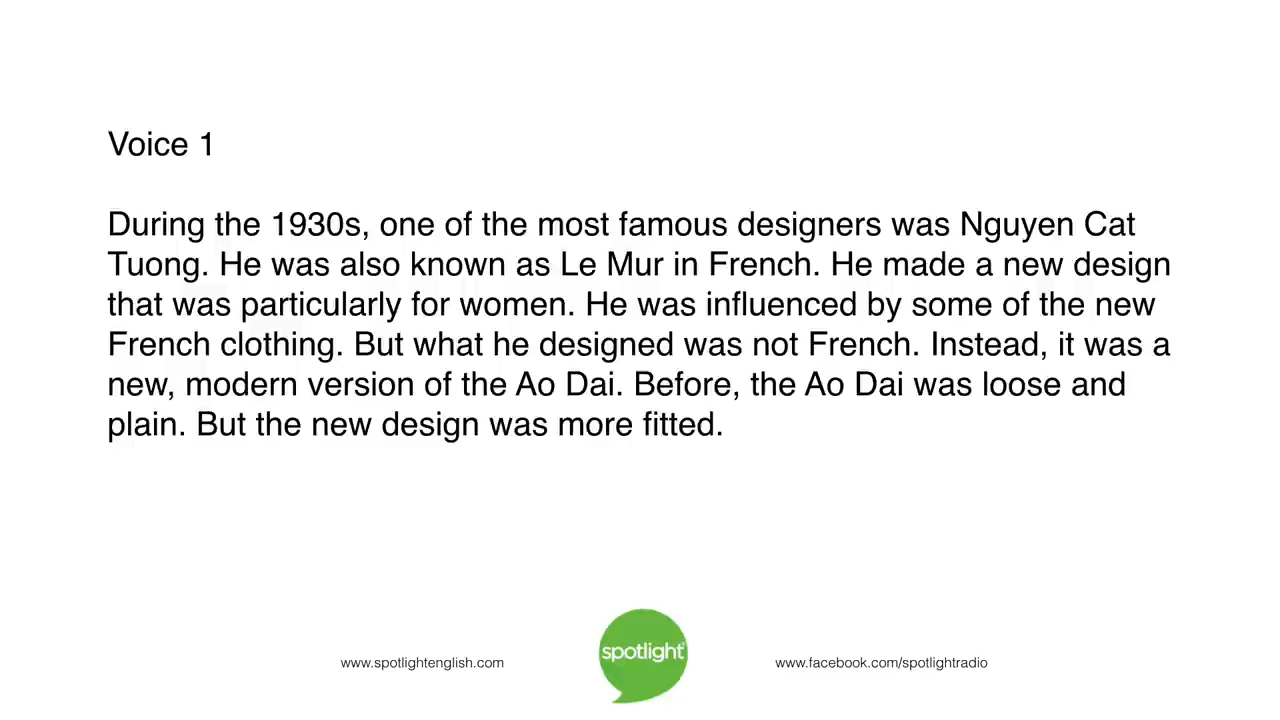 Voice 1
During the 1930s, one of the most famous designers was Nguyen Cat
Tuong. He was also known as Le Mur in French. He made a new design
that was particularly for women. He was influenced by some of the new
French clothing. But what he designed was not French. Instead, it was a
new, modern version of the Ao Dai. Before, the Ao Dai was loose and
plain. But the new design was more fitted.
www.spotlightenglish.com
spotlight
www.facebook.com/spotlightradio